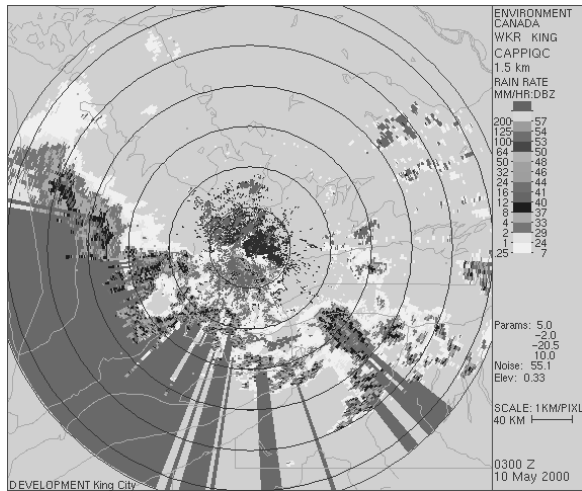 ENVIRONMENT
CANADA
WKR KING
CAPPIQC
1.5 km
RAIN RATE
MM/HR:DBZ
200 57
125 54
100 53
64 50
50 48
32 46
24 44
16 41
12 40
8 37
4 33
2 29
1 24
.25 7
Params: 5.0
-2.0
-20.5
10.0
Noise: 55.1
Elev: 0.33
SCALE: 1KM/PIXL
40 KM
0300 Z
10 May 2000
DEVELOPMENT King City